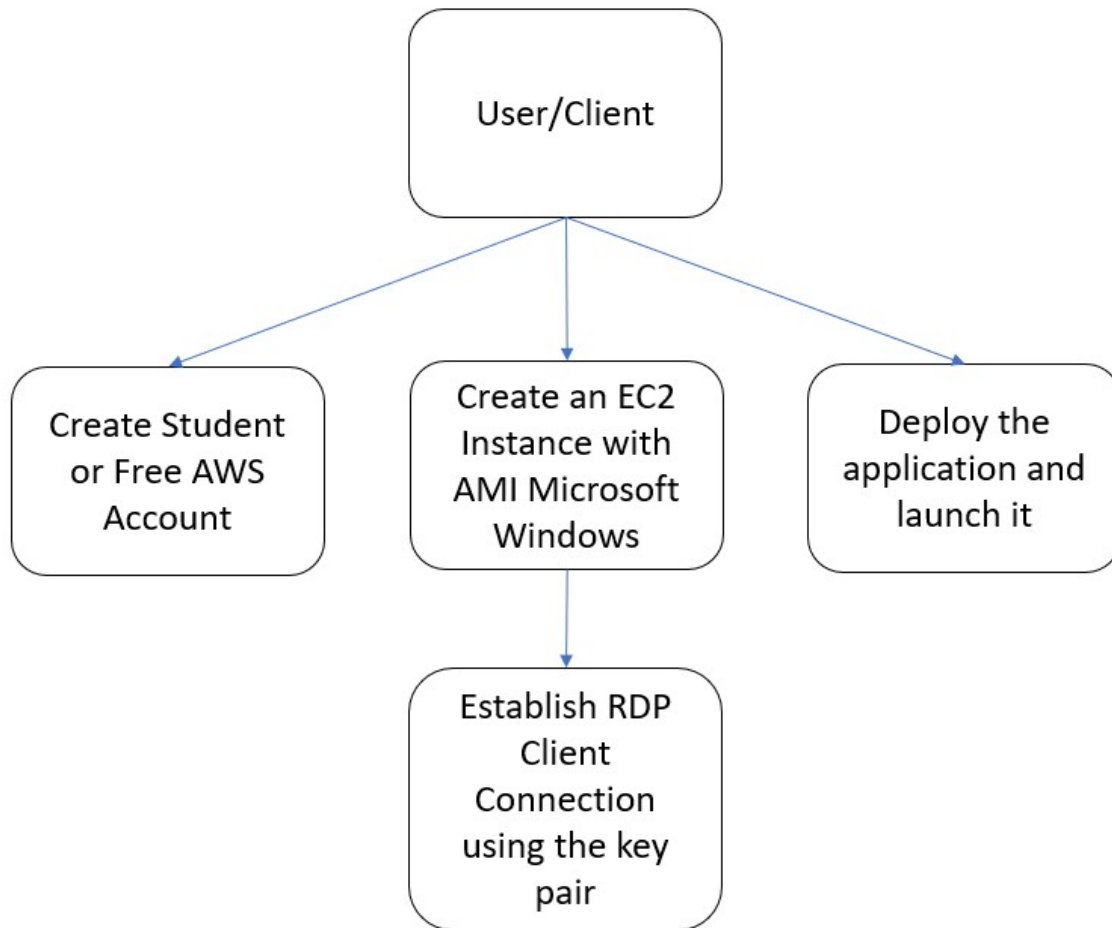 User/Client
Create Student
or Free AWS
Account
Create an EC2
Instance with
AMI Microsoft
Windows
Deploy the
application and
launch it
Establish RDP
Client
Connection
using the key
pair